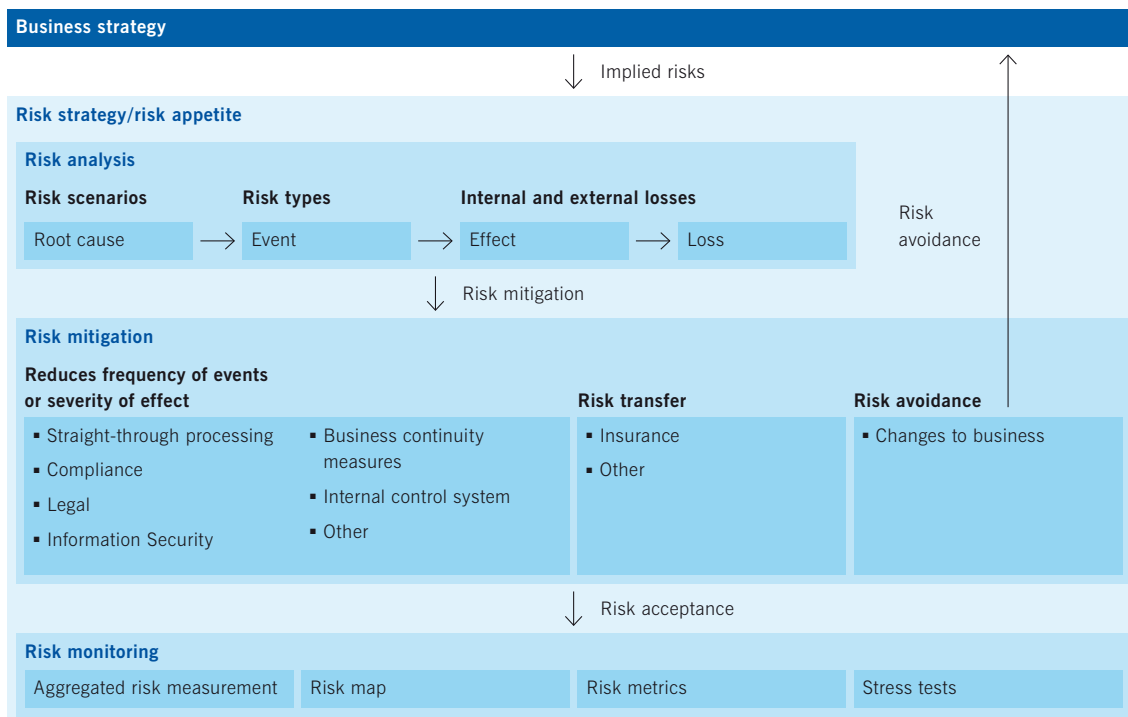 Business strategy
Implied risks
Risk strategy/risk appetite
Risk analysis
Risk scenarios
Risk types
Internal and external losses
Root cause
Event
Effect
Loss
Risk
avoidance
Risk mitigation
Risk mitigation
Reduces frequency of events
or severity of effect
Risk transfer
Risk avoidance
▪ Straight-through processing
▪ Compliance
▪ Legal
▪ Information Security
▪ Business continuity
measures
▪ Internal control system
▪ Other
▪ Insurance
▪ Other
▪ Changes to business
Risk acceptance
Risk monitoring
Aggregated risk measurement
Risk map
Risk metrics
Stress tests